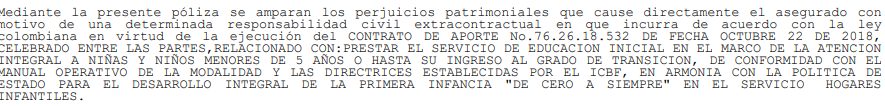 Mediante la presente póliza se amparan los perjuicios patrimoniales que cause directamente el asegurado con
motivo de una determinada responsabilidad civil extracontractual en que incurra de acuerdo con la ley
colombiana en virtud de la ejecución del CONTRATO DE APORTE No.76.26.18.532 DE FECHA OCTUBRE 22 DE 2018,
CELEBRADO ENTRE LAS PARTES,RELACIONADO CON:PRESTAR EL SERVICIO DE EDUCACION INICIAL EN EL MARCO DE LA ATENCION
INTEGRAL A NIÑAS Y NIÑOS MENORES DE 5 AÑOS O HASTA SU INGRESO AL GRADO DE TRANSICION, DE CONFORMIDAD CON EL
MANUAL OPERATIVO DE LA MODALIDAD Y LAS DIRECTRICES ESTABLECIDAS POR EL ICBF, EN ARMONIA CON LA POLITICA DE
ESTADO PARA EL DESARROLLO INTEGRAL DE LA PRIMERA INFANCIA "DE CERO A SIEMPRE" EN EL SERVICIO HOGARES
INFANTILES.